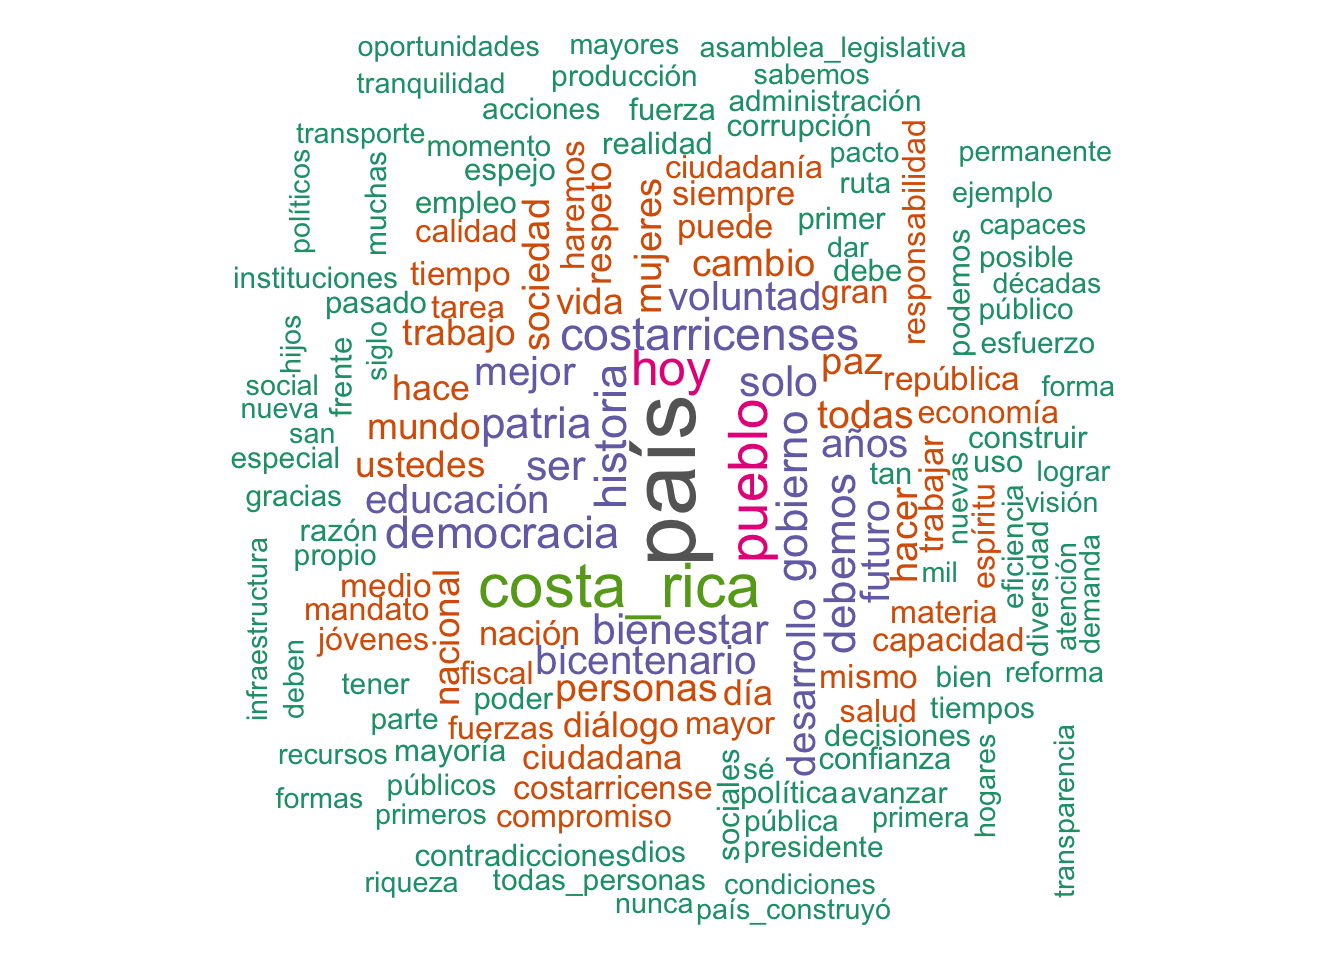 oportunidades
mayores
asamblea_legislativa
tranquilidad
producción
sabemos
acciones
fuerza
administración
transporte
momento
realidad
corrupción
políticos
muchas
espejo
haremos
respeto
mujeres
ciudadanía
pacto
responsabilidad
permanente
empleo
siempre
ruta
ejemplo
calidad
sociedad
puede
primer
capaces
instituciones
tiempo
cambio
dar
debe
podemos
posible
décadas
pasado
tarea
vida
voluntad
gran
público
hijos
siglo
trabajo
costarricenses
esfuerzo
frente
social
hace
mejor
hoy
solo
paz
república
forma
nueva
san
mundo
patria
historia
país
pueblo
gobierno
todas
economía
especial
ustedes
ser
años
construir
gracias
educación
tan
trabajar
nuevas
uso
lograr
razón
democracia
debemos
futuro
hacer
espíritu
eficiencia
visión
propio
mil
diversidad
atención
demanda
infraestructura
medio
costa_rica
mandato
nacional
materia
deben
jóvenes
nación
bienestar
desarrollo
capacidad
tener
fiscal
bicentenario
mismo
bien
reforma
poder
personas
día
parte
fuerzas
diálogo
mayor
salud
tiempos
recursos
mayoría
ciudadana
decisiones
sé
confianza
hogares
transparencia
formas
públicos
costarricense
sociales
política
avanzar
primeros
compromiso
pública
primera
contradicciones
dios
presidente
riqueza
todas_personas
condiciones
nunca
país_construyó